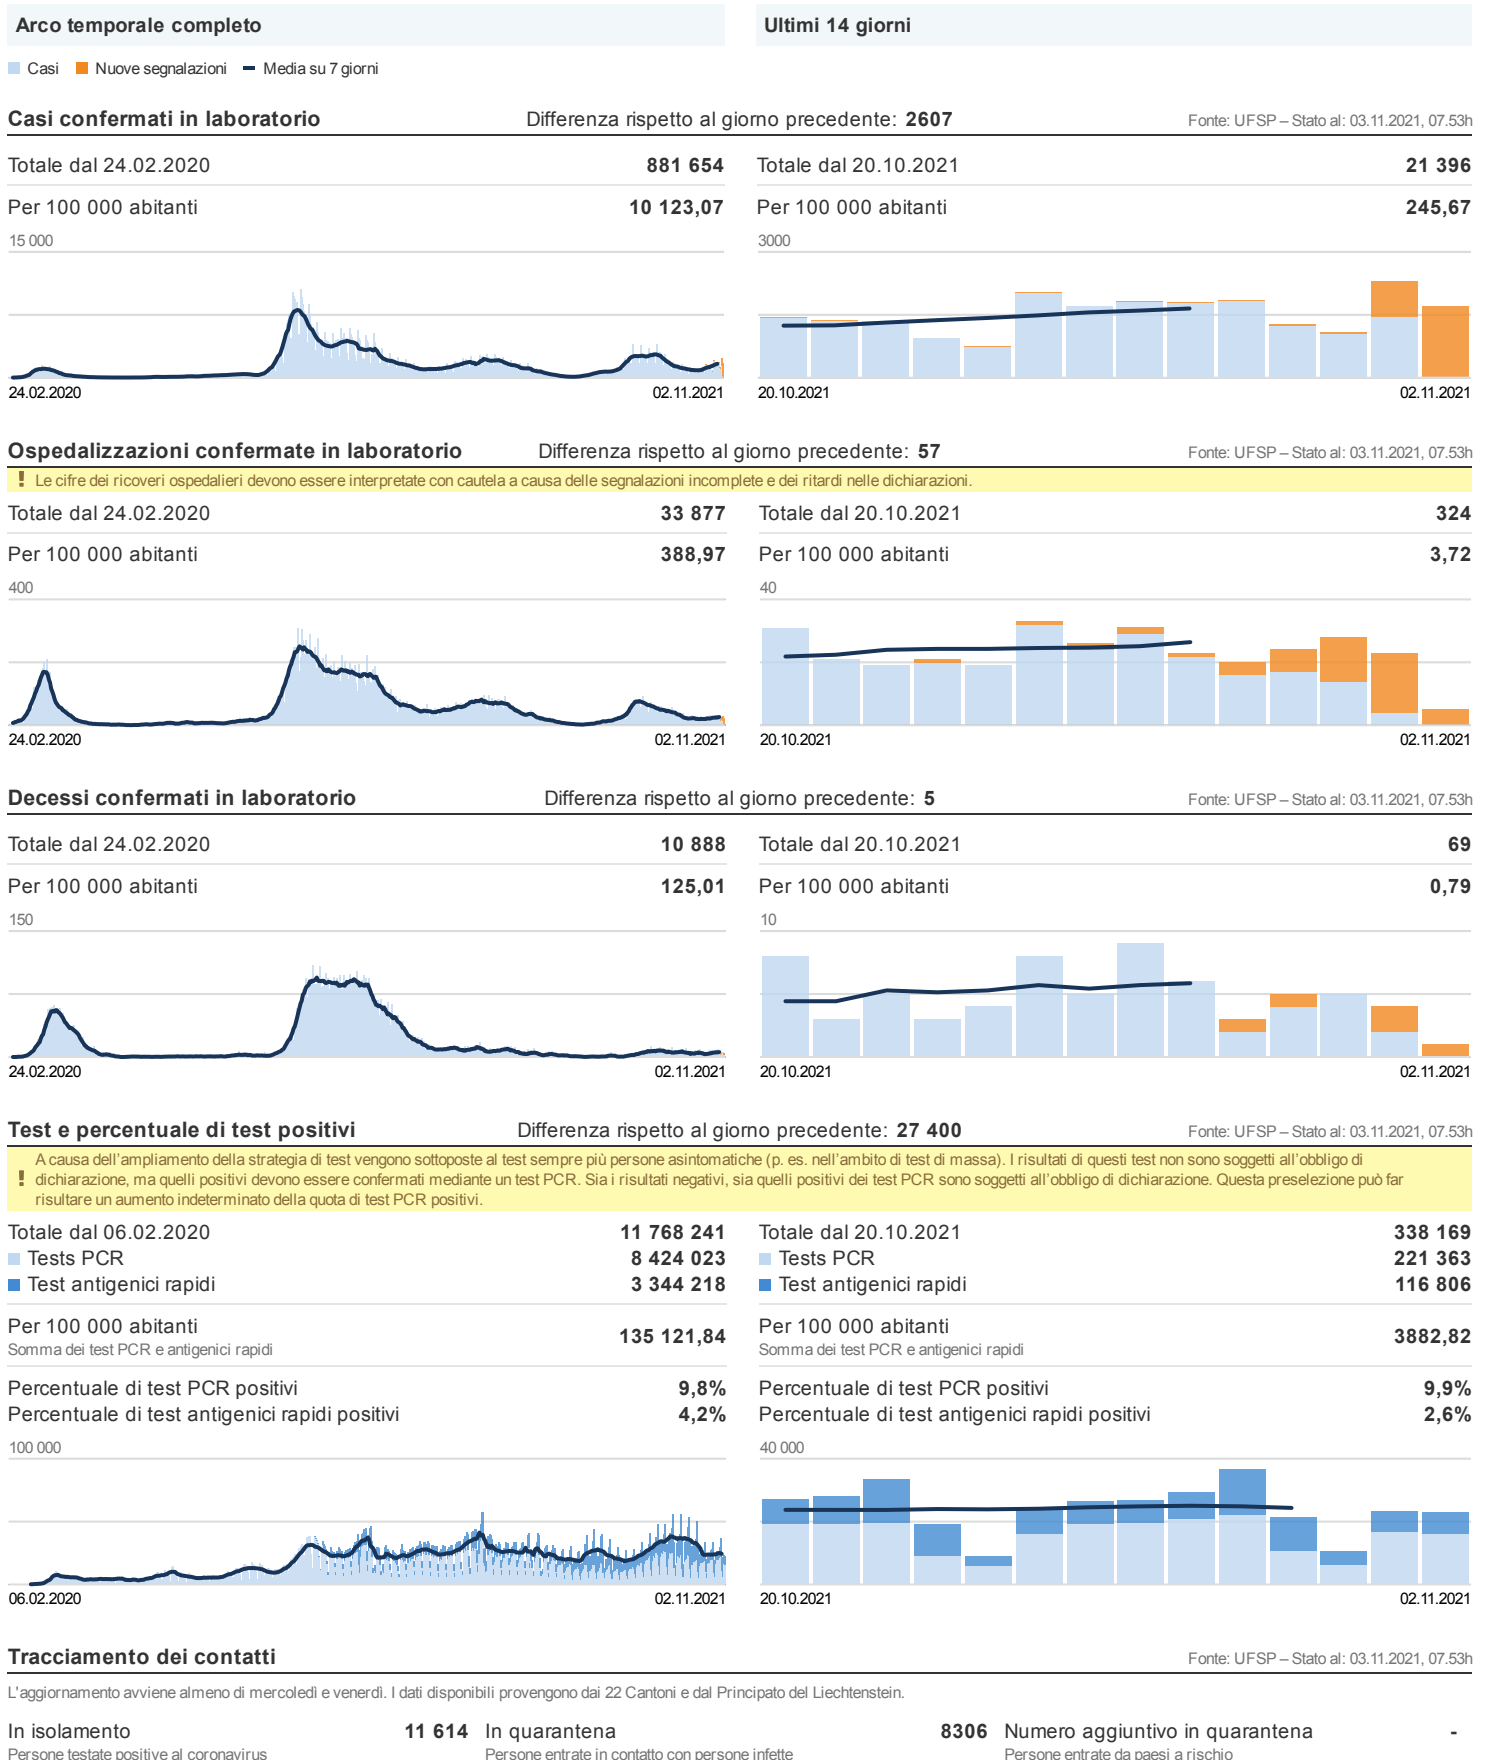 Arco temporale completo
Ultimi 14 giorni
Casi Nuove segnalazioni Media su 7 giorni
Casi confermati in laboratorio Differenza rispetto al giorno precedente: 2607 Fonte: UFSP – Stato al: 03.11.2021, 07.53h
Totale dal 24.02.2020 881 654
Per 100 000 abitanti 10 123,07
15 000
24.02.2020 02.11.2021
Totale dal 20.10.2021 21 396
Per 100 000 abitanti 245,67
3000
20.10.2021 02.11.2021
Ospedalizzazioni confermate in laboratorio Differenza rispetto al giorno precedente: 57 Fonte: UFSP – Stato al: 03.11.2021, 07.53h
! Le cifre dei ricoveri ospedalieri devono essere interpretate con cautela a causa delle segnalazioni incomplete e dei ritardi nelle dichiarazioni.
Totale dal 24.02.2020 33 877
Per 100 000 abitanti 388,97
400
24.02.2020 02.11.2021
Totale dal 20.10.2021 324
Per 100 000 abitanti 3,72
40
20.10.2021 02.11.2021
Decessi confermati in laboratorio Differenza rispetto al giorno precedente: 5 Fonte: UFSP – Stato al: 03.11.2021, 07.53h
Totale dal 24.02.2020 10 888
Per 100 000 abitanti 125,01
150
24.02.2020 02.11.2021
Totale dal 20.10.2021 69
Per 100 000 abitanti 0,79
10
20.10.2021 02.11.2021
Test e percentuale di test positivi Differenza rispetto al giorno precedente: 27 400 Fonte: UFSP – Stato al: 03.11.2021, 07.53h
A causa dell'ampliamento della strategia di test vengono sottoposte al test sempre più persone asintomatiche (p. es. nell'ambito di test di massa). I risultati di questi test non sono soggetti all'obbligo di
! dichiarazione, ma quelli positivi devono essere confermati mediante un test PCR. Sia i risultati negativi, sia quelli positivi dei test PCR sono soggetti all'obbligo di dichiarazione. Questa preselezione può far
risultare un aumento indeterminato della quota di test PCR positivi.
Totale dal 06.02.2020 11 768 241
Tests PCR 8 424 023
Test antigenici rapidi 3 344 218
Per 100 000 abitanti 135 121,84
Somma dei test PCR e antigenici rapidi
Percentuale di test PCR positivi 9,8%
Percentuale di test antigenici rapidi positivi 4,2%
100 000
06.02.2020 02.11.2021
Totale dal 20.10.2021 338 169
Tests PCR 221 363
Test antigenici rapidi 116 806
Per 100 000 abitanti 3882,82
Somma dei test PCR e antigenici rapidi
Percentuale di test PCR positivi 9,9%
Percentuale di test antigenici rapidi positivi 2,6%
40 000
20.10.2021 02.11.2021
Tracciamento dei contatti Fonte: UFSP – Stato al: 03.11.2021, 07.53h
L'aggiornamento avviene almeno di mercoledì e venerdì. I dati disponibili provengono dai 22 Cantoni e dal Principato del Liechtenstein.
In isolamento 11 614 In quarantena 8306 Numero aggiuntivo in quarantena -
Persone testate positive al coronavirus Persone entrate in contatto con persone infette Persone entrate da paesi a rischio